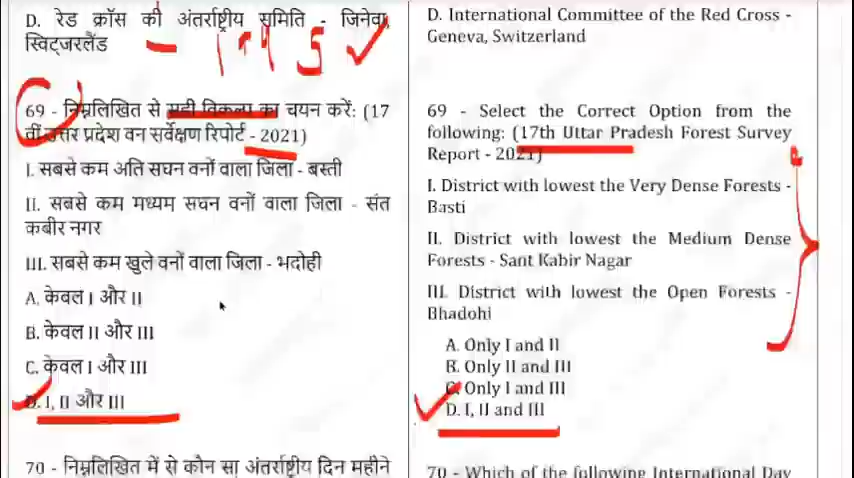 D. रेड क्रॉस की अंतर्राष्ट्रीय समिति - जिनेवा,
स्विट्जरलैंड
69 - निम्नलिखित से सही विकल्प का चयन करें: (17
वीं उत्तर प्रदेश वन सर्वेक्षण रिपोर्ट - 2021)
I. सबसे कम अति सघन वनों वाला जिला - बस्ती
II. सबसे कम मध्यम सघन वनों वाला जिला - संत
कबीर नगर
III. सबसे कम खुले वनों वाला जिला - भदोही
A. केवल I और II
B. केवल II और III
C. केवल I और III
D. I, II और III
70 - निम्नलिखित में से कौन सा अंतर्राष्ट्रीय दिन महीने
D. International Committee of the Red Cross -
Geneva, Switzerland
69 - Select the Correct Option from the
following: (17th Uttar Pradesh Forest Survey
Report - 2021)
I. District with lowest the Very Dense Forests -
Basti
II. District with lowest the Medium Dense
Forests - Sant Kabir Nagar
III. District with lowest the Open Forests -
Bhadohi
A. Only I and II
B. Only II and III
C. Only I and III
D. I, II and III
70 - Which of the following International Day